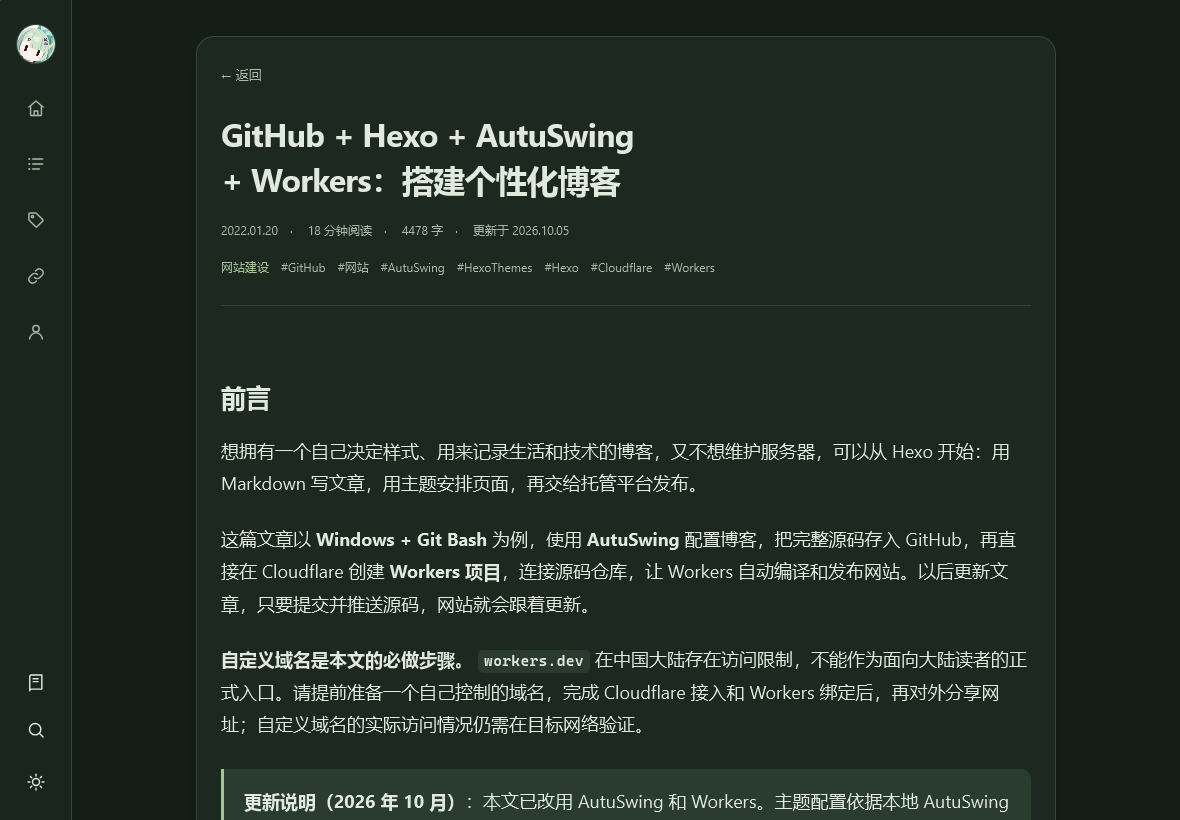 ← 返回
GitHub + Hexo + AutuSwing
+ Workers：搭建个性化博客
2022.01.20 · 18 分钟阅读 · 4478 字 · 更新于 2026.10.05
网站建设 #GitHub #网站 #AutuSwing #HexoThemes #Hexo #Cloudflare #Workers
前言
想拥有一个自己决定样式、用来记录生活和技术的博客，又不想维护服务器，可以从 Hexo 开始：用
Markdown 写文章，用主题安排页面，再交给托管平台发布。
这篇文章以 Windows + Git Bash 为例，使用 AutuSwing 配置博客，把完整源码存入 GitHub，再直
接在 Cloudflare 创建 Workers 项目，连接源码仓库，让 Workers 自动编译和发布网站。以后更新文
章，只要提交并推送源码，网站就会跟着更新。
自定义域名是本文的必做步骤。 workers.dev 在中国大陆存在访问限制，不能作为面向大陆读者的正
式入口。请提前准备一个自己控制的域名，完成 Cloudflare 接入和 Workers 绑定后，再对外分享网
址；自定义域名的实际访问情况仍需在目标网络验证。
更新说明（2026 年 10 月）：本文已改用 AutuSwing 和 Workers。主题配置依据本地 AutuSwing